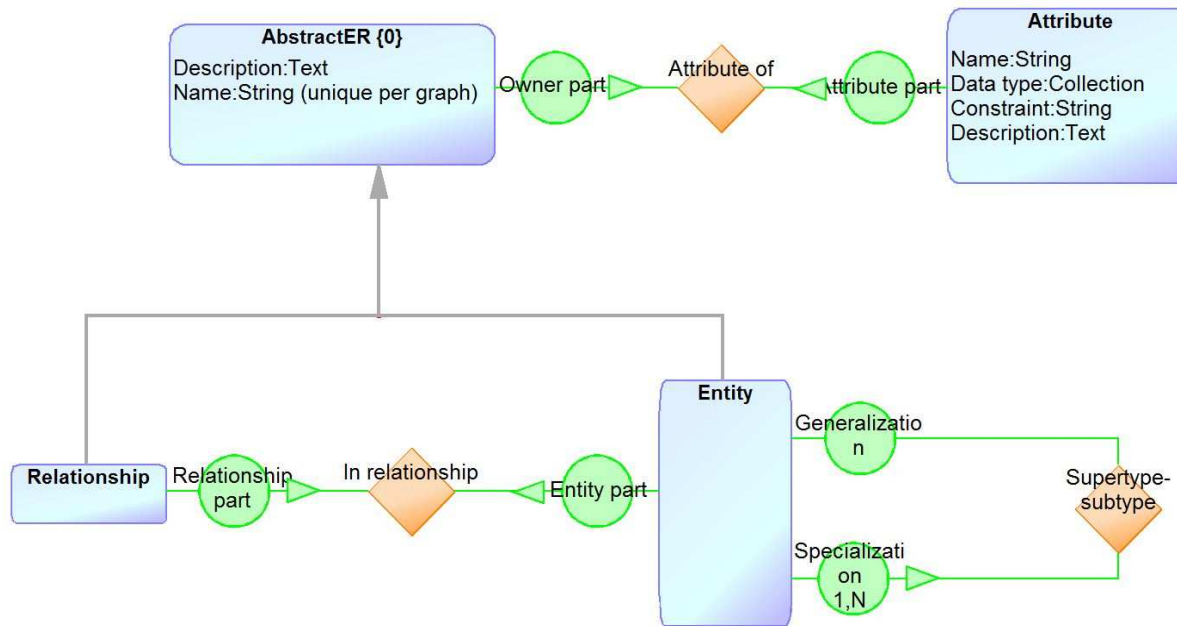 AbstractER {0}
Description:Text
Name:String (unique per graph)
Owner part
Attribute of
Attribute part
Attribute
Name:String
Data type:Collection
Constraint:String
Description:Text
Relationship
Relationship
part
In relationship
Entity part
Entity
Generalizatio
n
Supertype-
subtype
Specializati
on
1,N